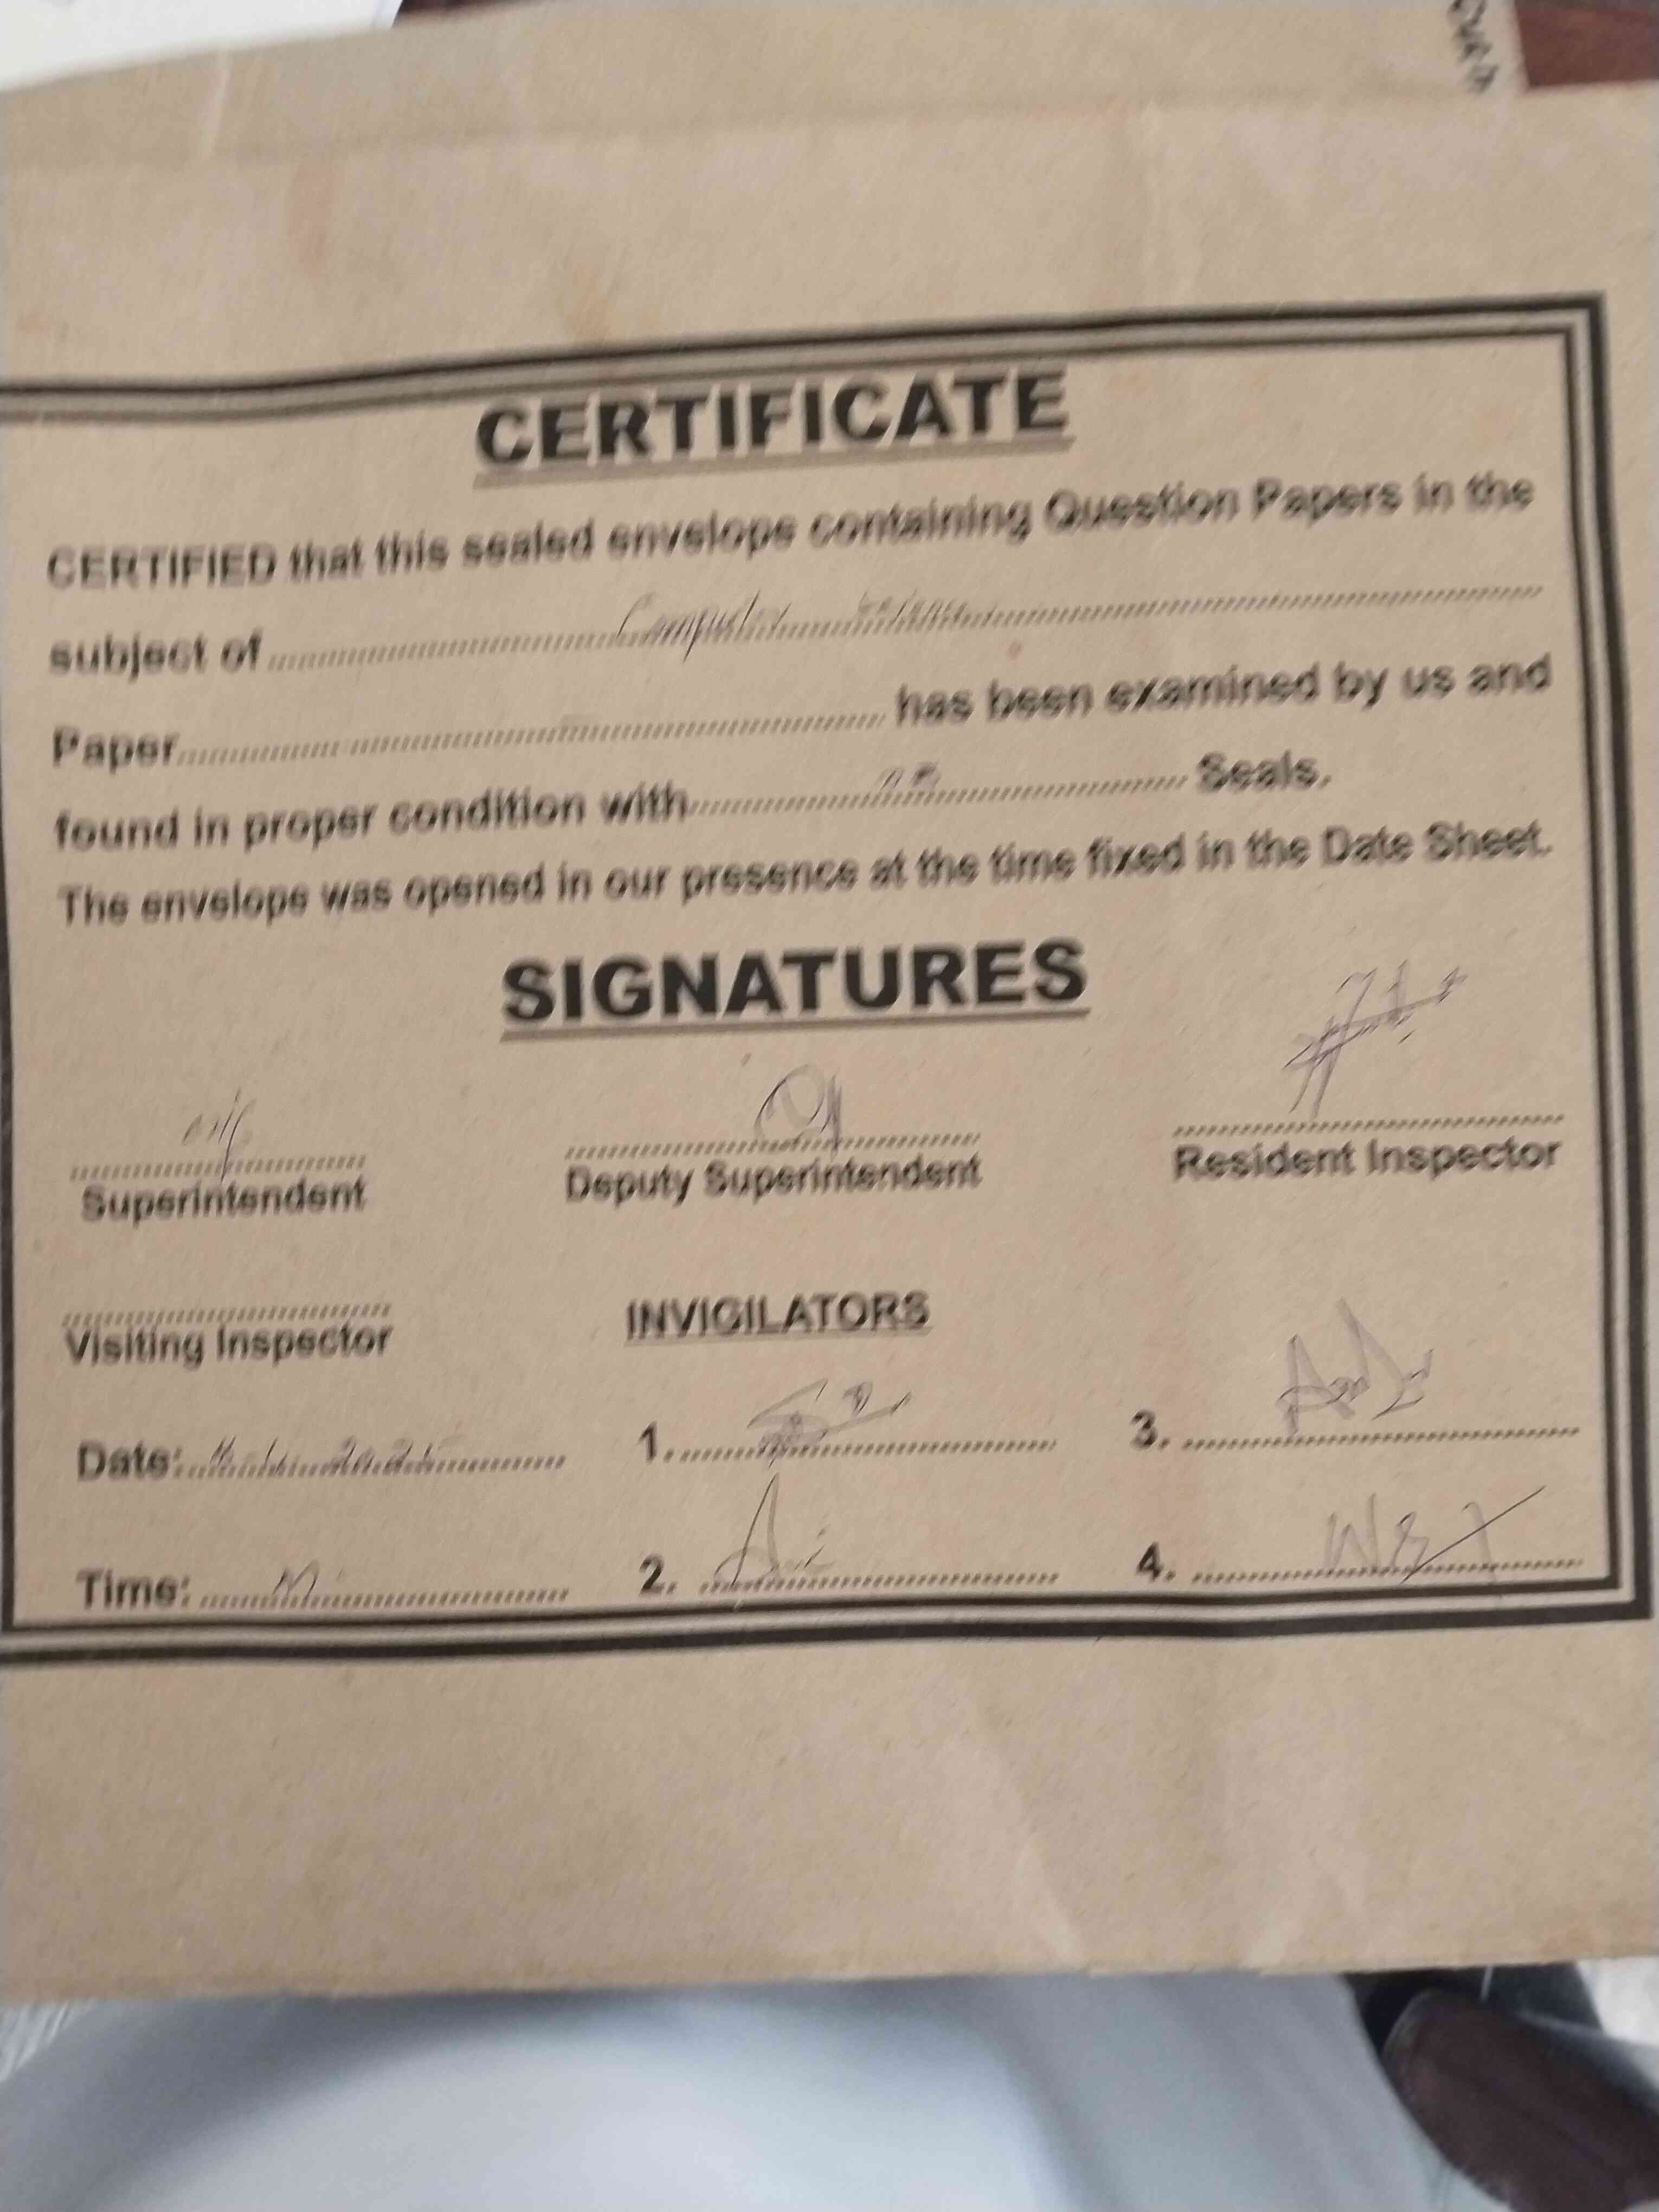 CERTIFICATE
CERTIFIED that this sealed envelope containing Question Papers in the
subject of Computer Science
Paper has been examined by us and
found in proper condition with Seals.
The envelope was opened in our presence at the time fixed in the Date Sheet.
SIGNATURES
Superintendent Deputy Superintendent Resident Inspector
Visiting Inspector INVIGILATORS
Date: 1. 3.
Time: 2. 4.